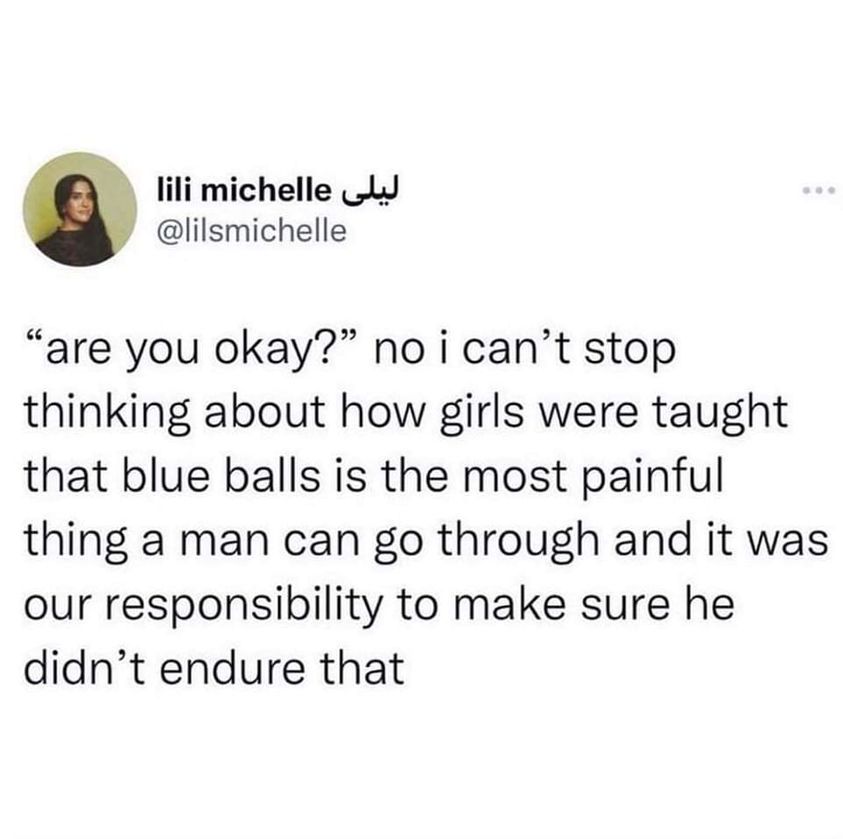 lili michelle ليلى
@lilsmichelle
“are you okay?” no i can’t stop
thinking about how girls were taught
that blue balls is the most painful
thing a man can go through and it was
our responsibility to make sure he
didn’t endure that